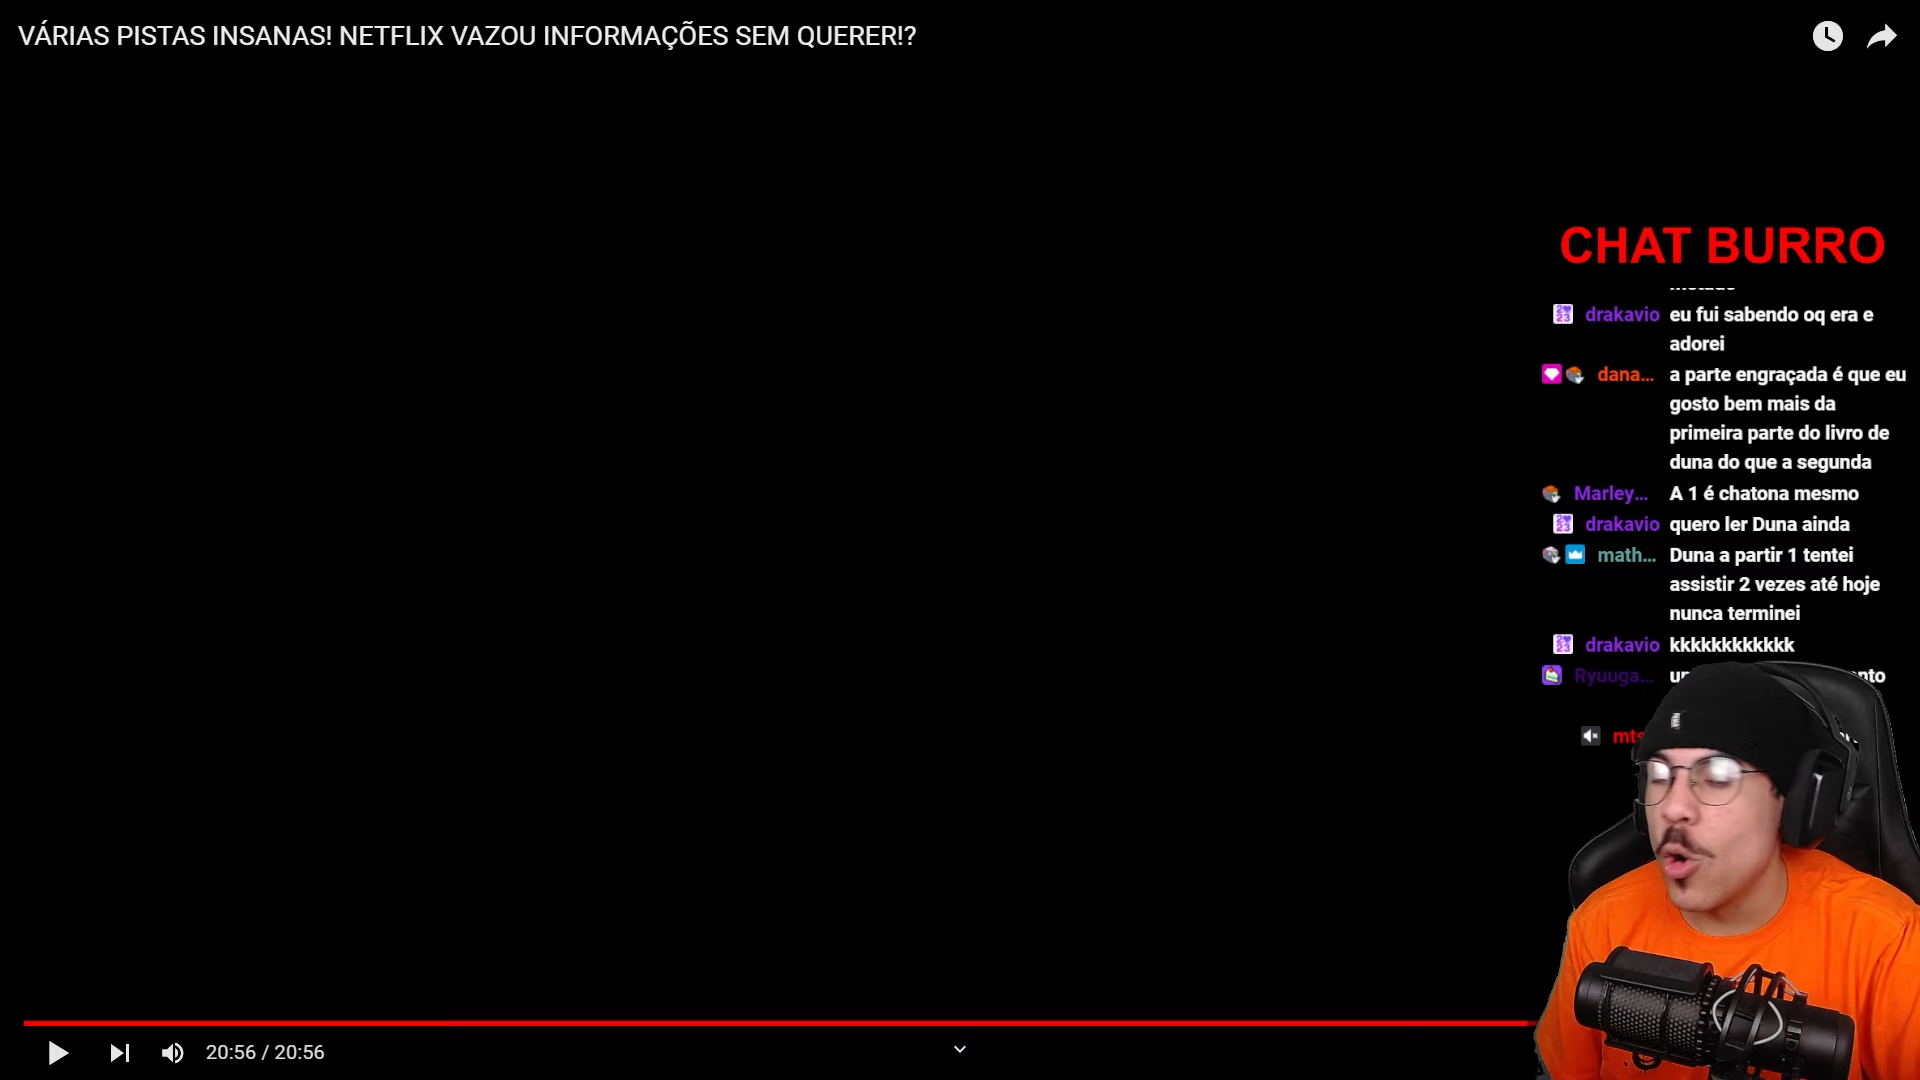 VÁRIAS PISTAS INSANAS! NETFLIX VAZOU INFORMAÇÕES SEM QUERER!?
CHAT BURRO
drakavio eu fui sabendo oq era e
adorei
dana... a parte engraçada é que eu
gosto bem mais da
primeira parte do livro de
duna do que a segunda
Marley... A 1 é chatona mesmo
drakavio quero ler Duna ainda
math... Duna a partir 1 tentei
assistir 2 vezes até hoje
nunca terminei
drakavio kkkkkkkkkkkk
Ryuuga...
20:56 / 20:56